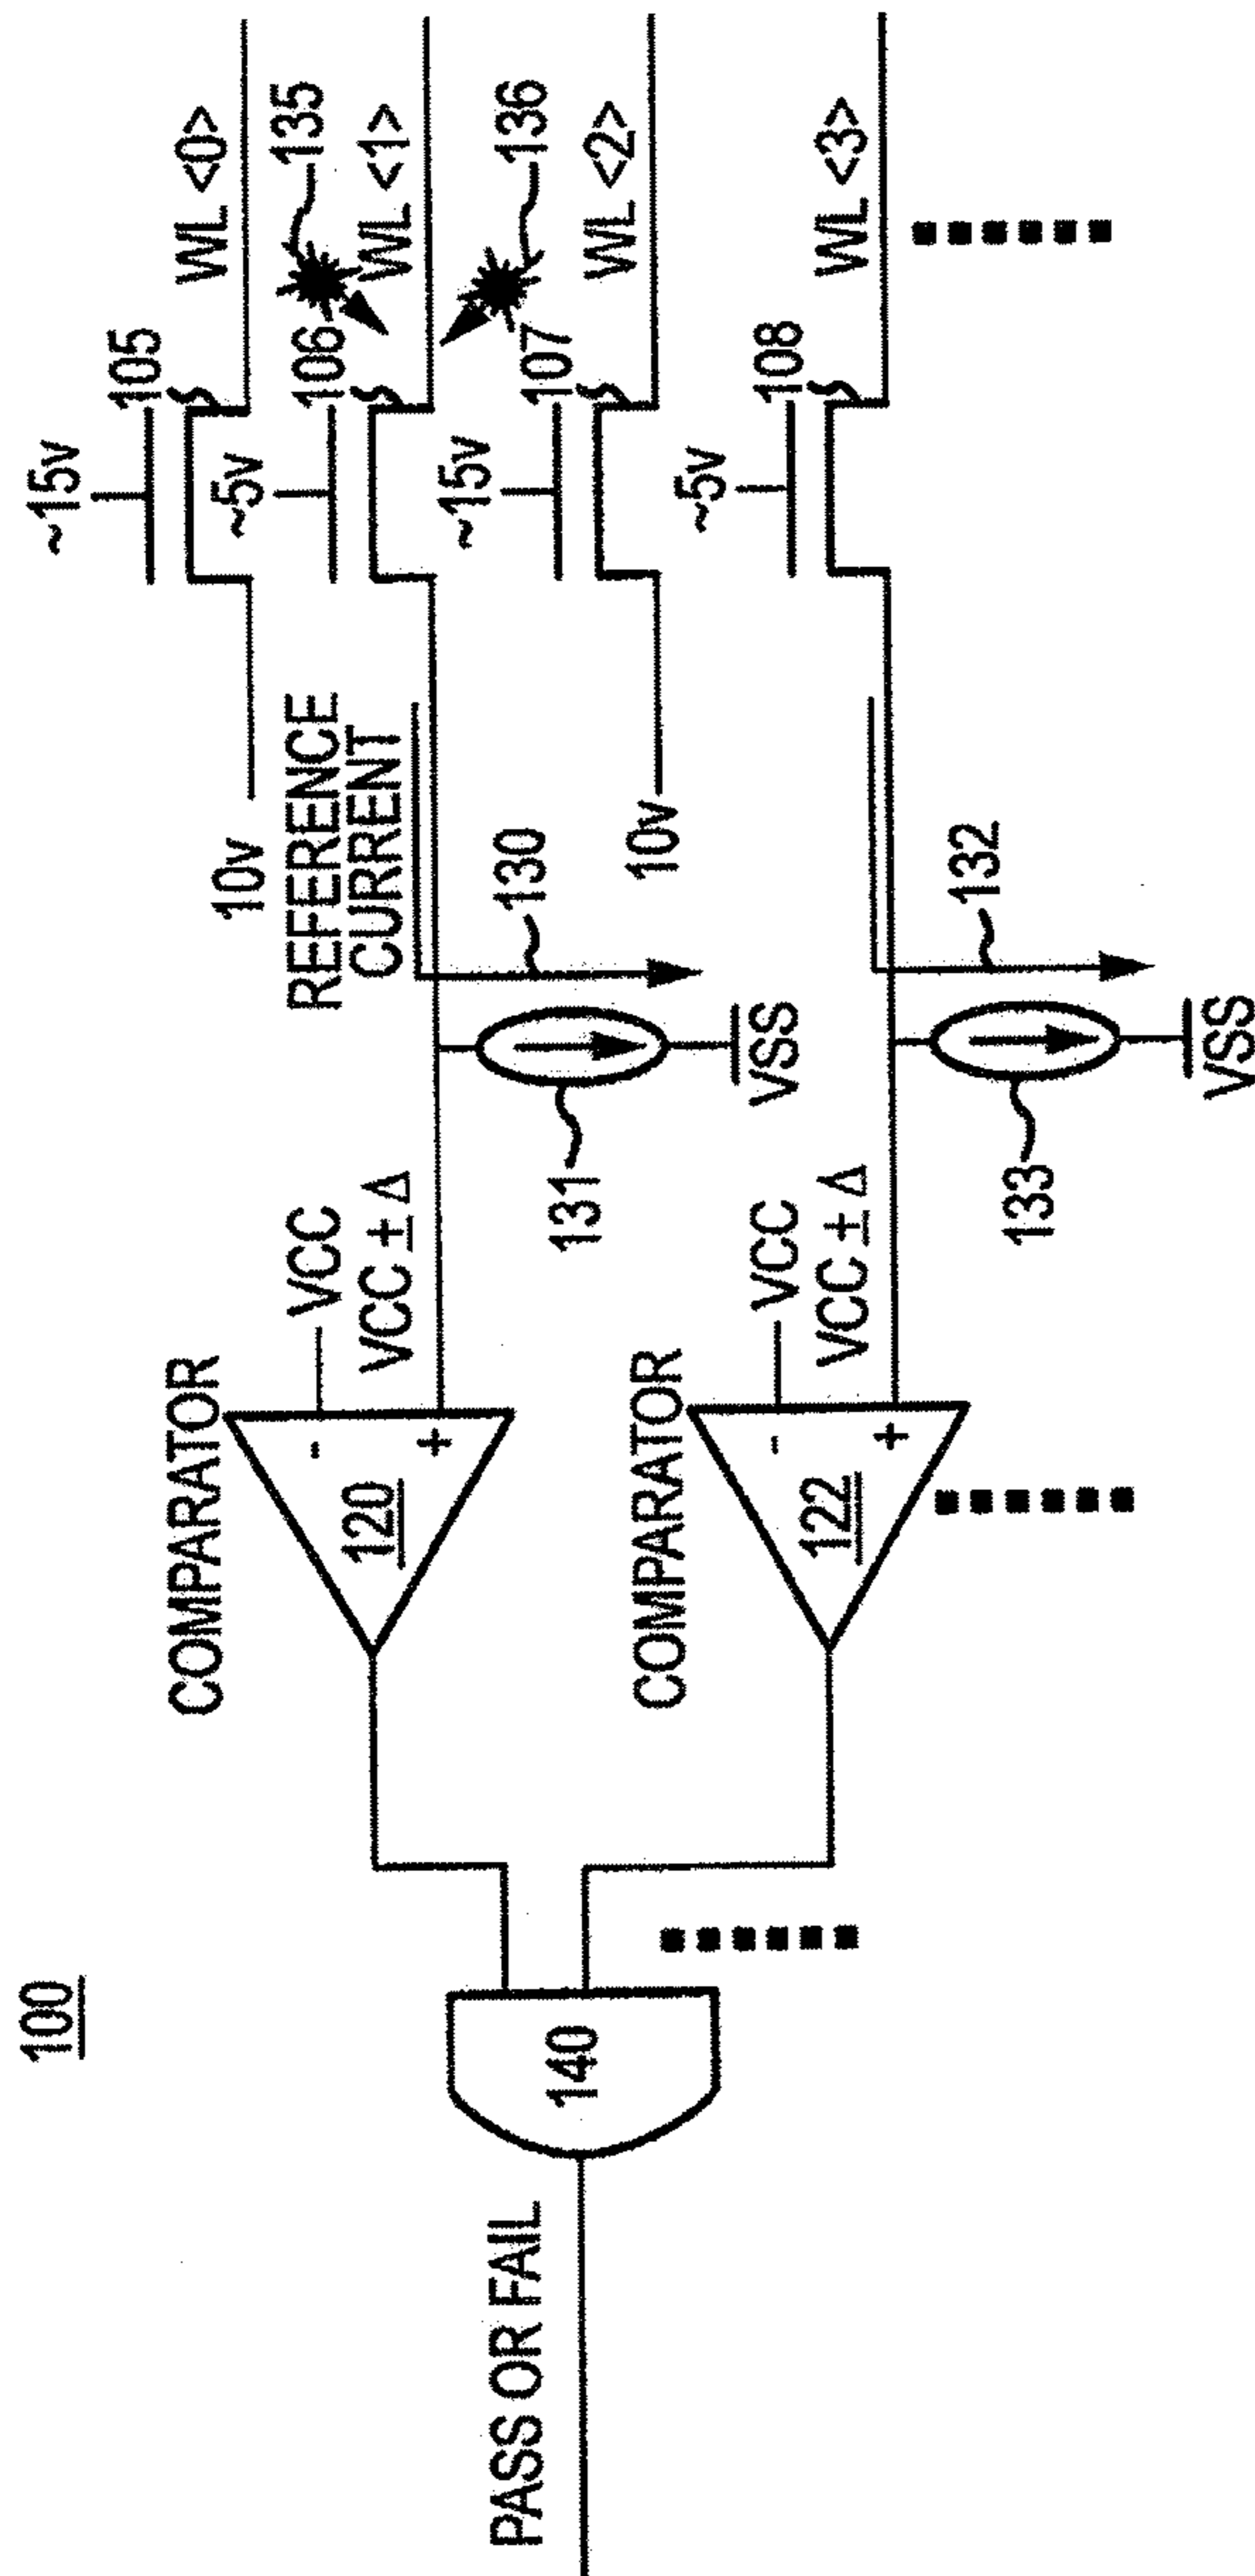 100
~15v
105
WL <0>
10v
135
~5v
106
WL <1>
REFERENCE
CURRENT
130
136
~15v
107
WL <2>
10v
COMPARATOR
VCC
VCC ± Δ
-
+
120
131
VSS
~5v
108
WL <3>
132
COMPARATOR
VCC
VCC ± Δ
-
+
122
133
VSS
140
PASS OR FAIL